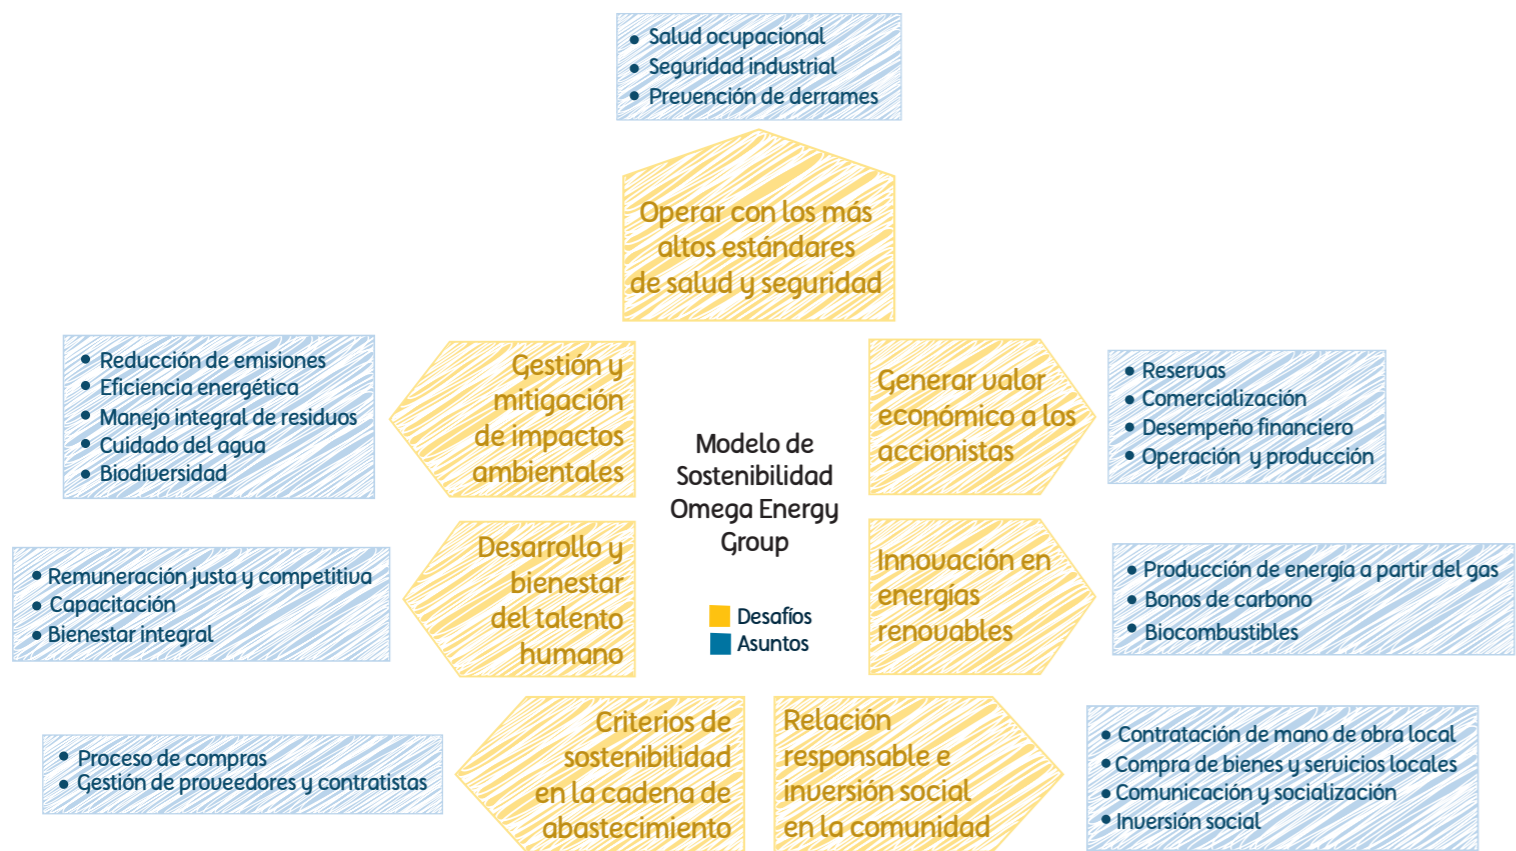 • Salud ocupacional
• Seguridad industrial
• Prevención de derrames
Operar con los más
altos estándares
de salud y seguridad
• Reducción de emisiones
• Eficiencia energética
• Manejo integral de residuos
• Cuidado del agua
• Biodiversidad
Gestión y
mitigación
de impactos
ambientales
Modelo de
Sostenibilidad
Omega Energy
Group
Generar valor
económico a los
accionistas
• Reservas
• Comercialización
• Desempeño financiero
• Operación y producción
• Remuneración justa y competitiva
• Capacitación
• Bienestar integral
Desarrollo y
bienestar
del talento
humano
Desafíos
Asuntos
Innovación en
energías
renovables
• Producción de energía a partir del gas
• Bonos de carbono
• Biocombustibles
• Proceso de compras
• Gestión de proveedores y contratistas
Criterios de
sostenibilidad
en la cadena de
abastecimiento
Relación
responsable e
inversión social
en la comunidad
• Contratación de mano de obra local
• Compra de bienes y servicios locales
• Comunicación y socialización
• Inversión social